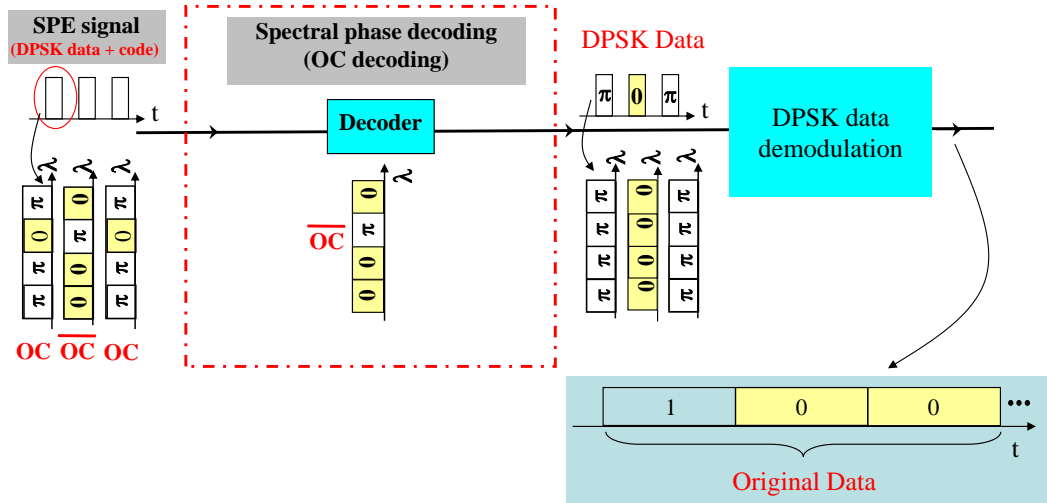 SPE signal
(DPSK data + code)
Spectral phase decoding
(OC decoding)
DPSK Data
t
π 0 π
t
Decoder
DPSK data
demodulation
λ λ λ
π 0 π
0 π 0
π 0 π
π 0 π
OC OC OC
λ
0
π
0
0
OC
λ λ λ
π 0 π
π 0 π
π 0 π
π 0 π
1 0 0 ...
t
Original Data